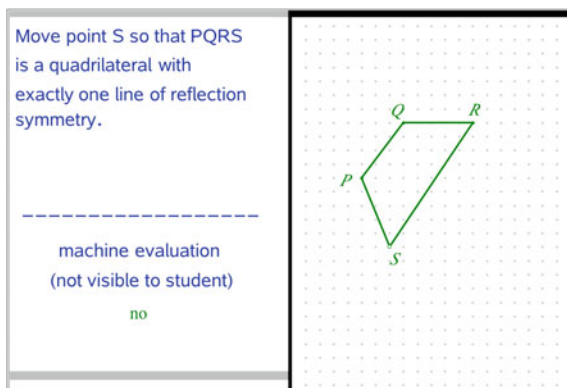 Move point S so that PQRS
is a quadrilateral with
exactly one line of reflection
symmetry.
machine evaluation
(not visible to student)
no
Q
R
P
S